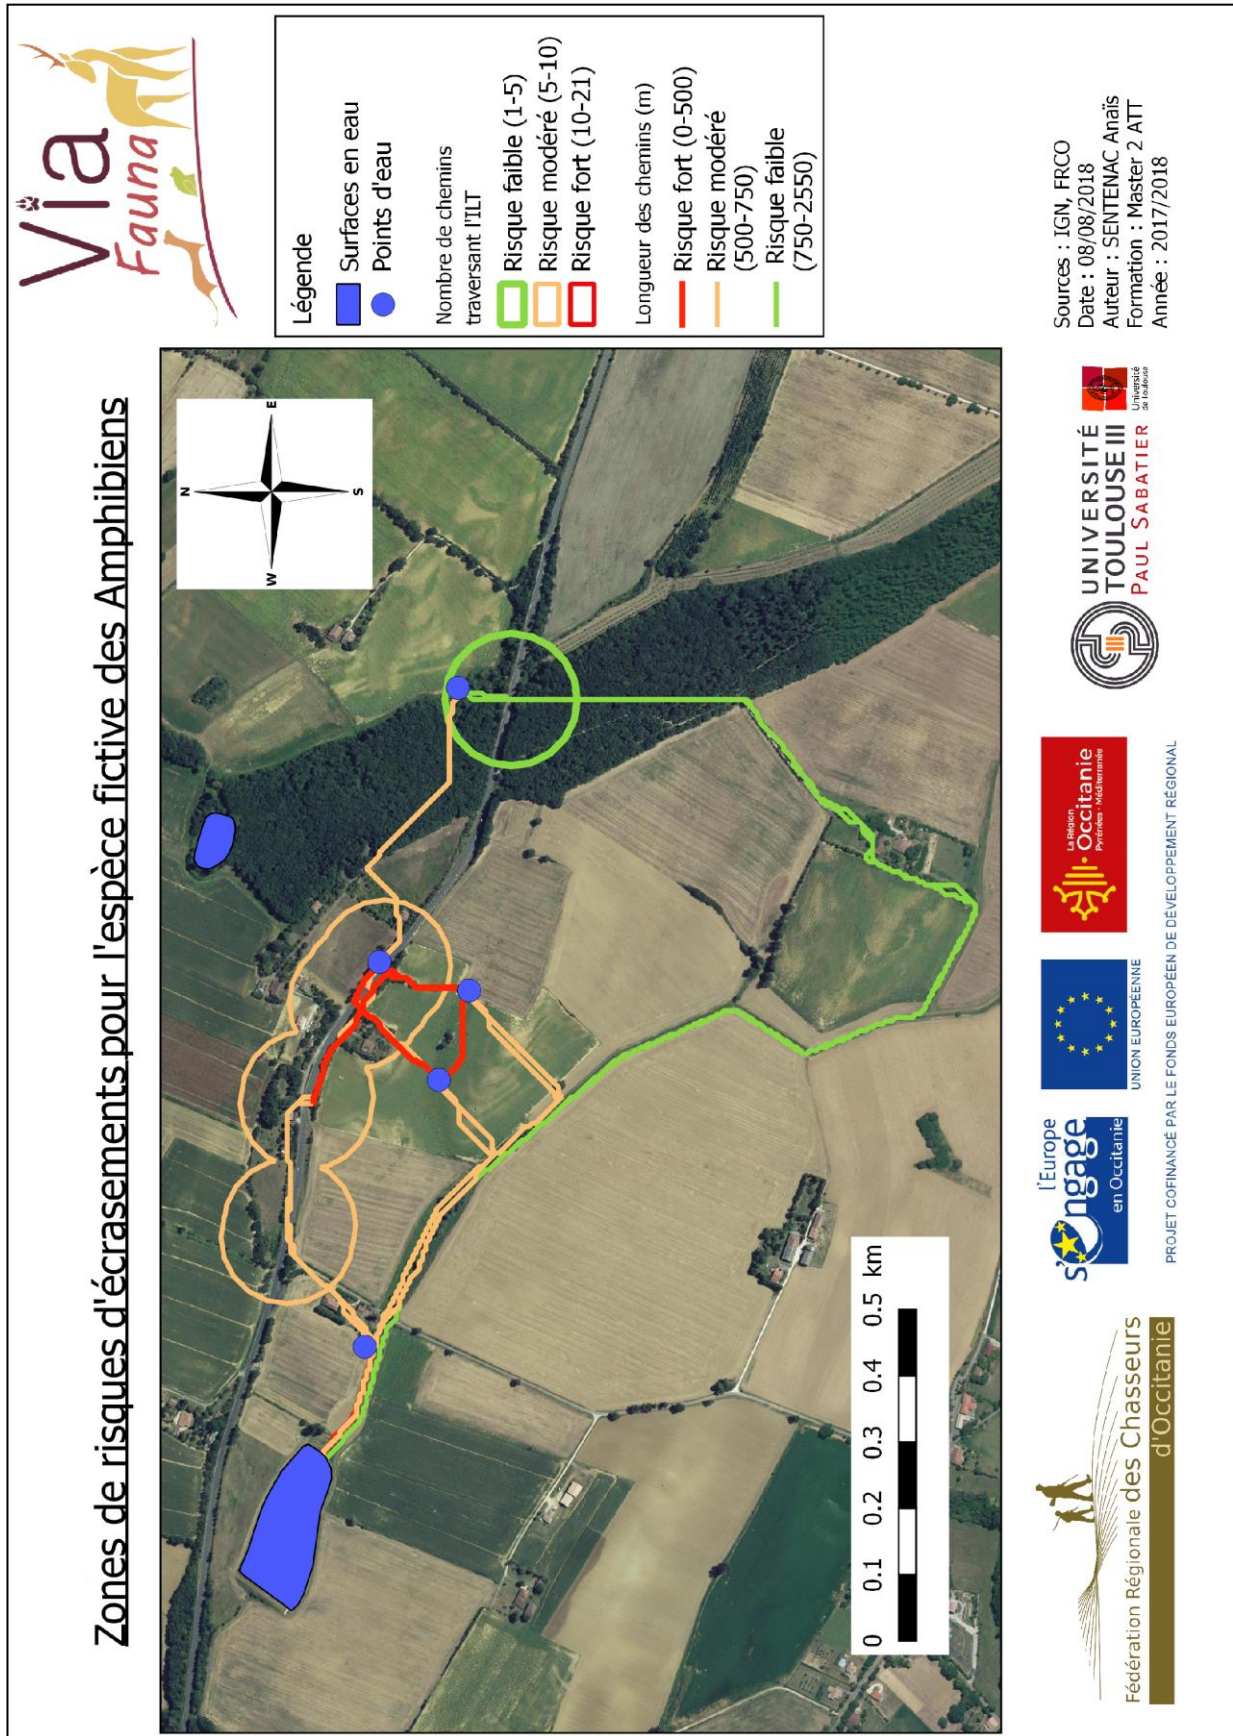 Zones de risques d'écrasements pour l'espèce fictive des Amphibiens
Via
Fauna
N
W
E
S
Légende
Surfaces en eau
Points d'eau
Nombre de chemins
traversant l'ILT
Risque faible (1-5)
Risque modéré (5-10)
Risque fort (10-21)
Longueur des chemins (m)
Risque fort (0-500)
Risque modéré
(500-750)
Risque faible
(750-2550)
0 0.1 0.2 0.3 0.4 0.5 km
Fédération Régionale des Chasseurs
d'Occitanie
l'Europe
s'engage
en Occitanie
UNION EUROPÉENNE
La Région
Occitanie
Pyrénées - Méditerranée
PROJET COFINANCÉ PAR LE FONDS EUROPÉEN DE DÉVELOPPEMENT RÉGIONAL
UNIVERSITÉ
TOULOUSE III
PAUL SABATIER
Université
de Toulouse
Sources : IGN, FRCO
Date : 08/08/2018
Auteur : SENTENAC Anaïs
Formation : Master 2 ATT
Année : 2017/2018